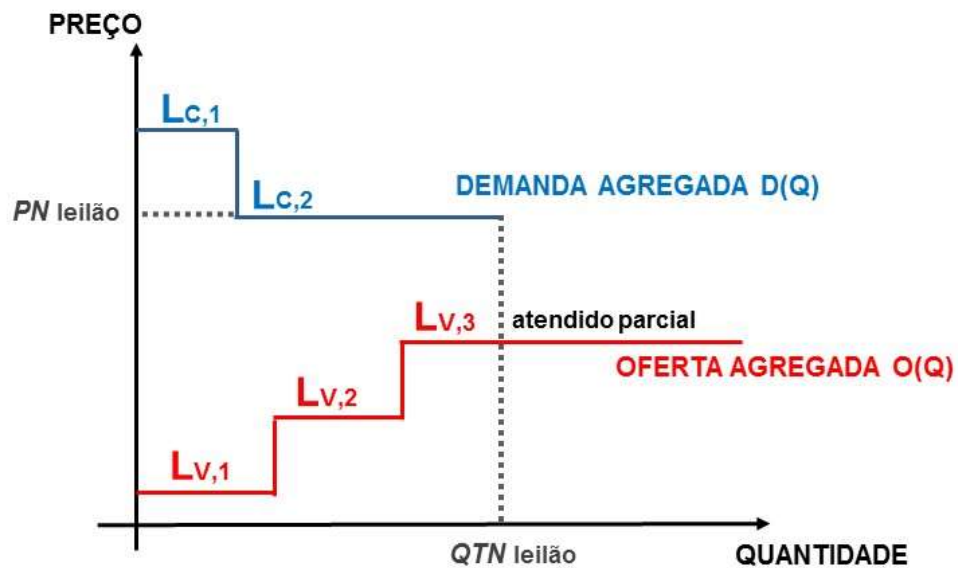 PREÇO
LC,1
LC,2
DEMANDA AGREGADA D(Q)
PN leilão
LV,3
atendido parcial
OFERTA AGREGADA O(Q)
LV,2
LV,1
QTN leilão
QUANTIDADE